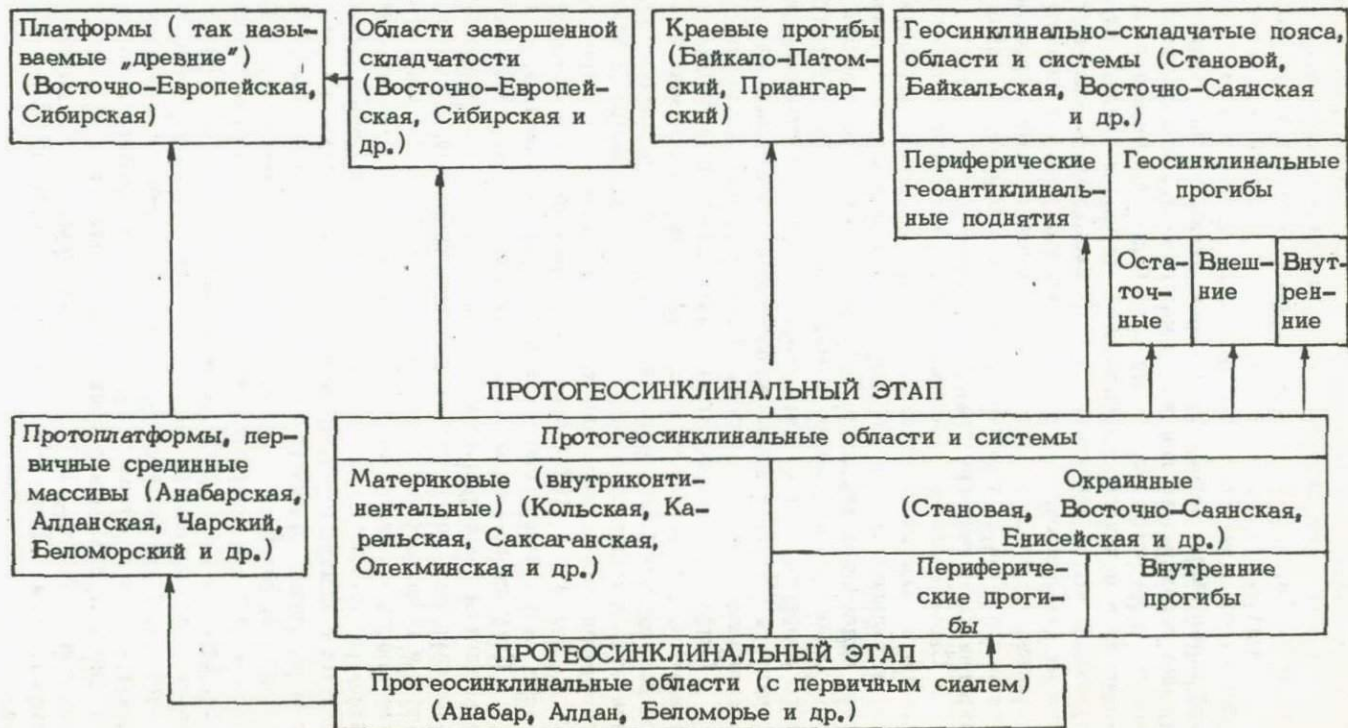 Платформы ( так назы-
ваемые „древние")
(Восточно-Европейская,
Сибирская)
Области завершенной
складчатости
(Восточно-Европей-
ская, Сибирская и
др.)
Краевые прогибы
(Байкало-Патом-
ский, Приангар-
ский)
Геосинклинально-складчатые пояса,
области и системы (Становой,
Байкальская, Восточно-Саянская
и др.)
Периферические
геоантиклиналь-
ные поднятия
Геосинклинальные
прогибы
Оста-
точ-
ные
Внеш-
ние
Внут-
рен-
ние
ПРОТОГЕОСИНКЛИНАЛЬНЫЙ ЭТАП
Протоплатформы, пер-
вичные срединные
массивы (Анабарская,
Алданская, Чарский,
Беломорский и др.)
Протогеосинклинальные области и системы
Материковые (внутриконти-
нентальные) (Кольская, Ка-
рельская, Саксаганская,
Олекминская и др.)
Окраинные
(Становая, Восточно-Саянская,
Енисейская и др.)
Перифериче-
ские проги-
бы
Внутренние
прогибы
ПРОГЕОСИНКЛИНАЛЬНЫЙ ЭТАП
Прогеосинклинальные области (с первичным сиалем)
(Анабар, Алдан, Беломорье и др.)